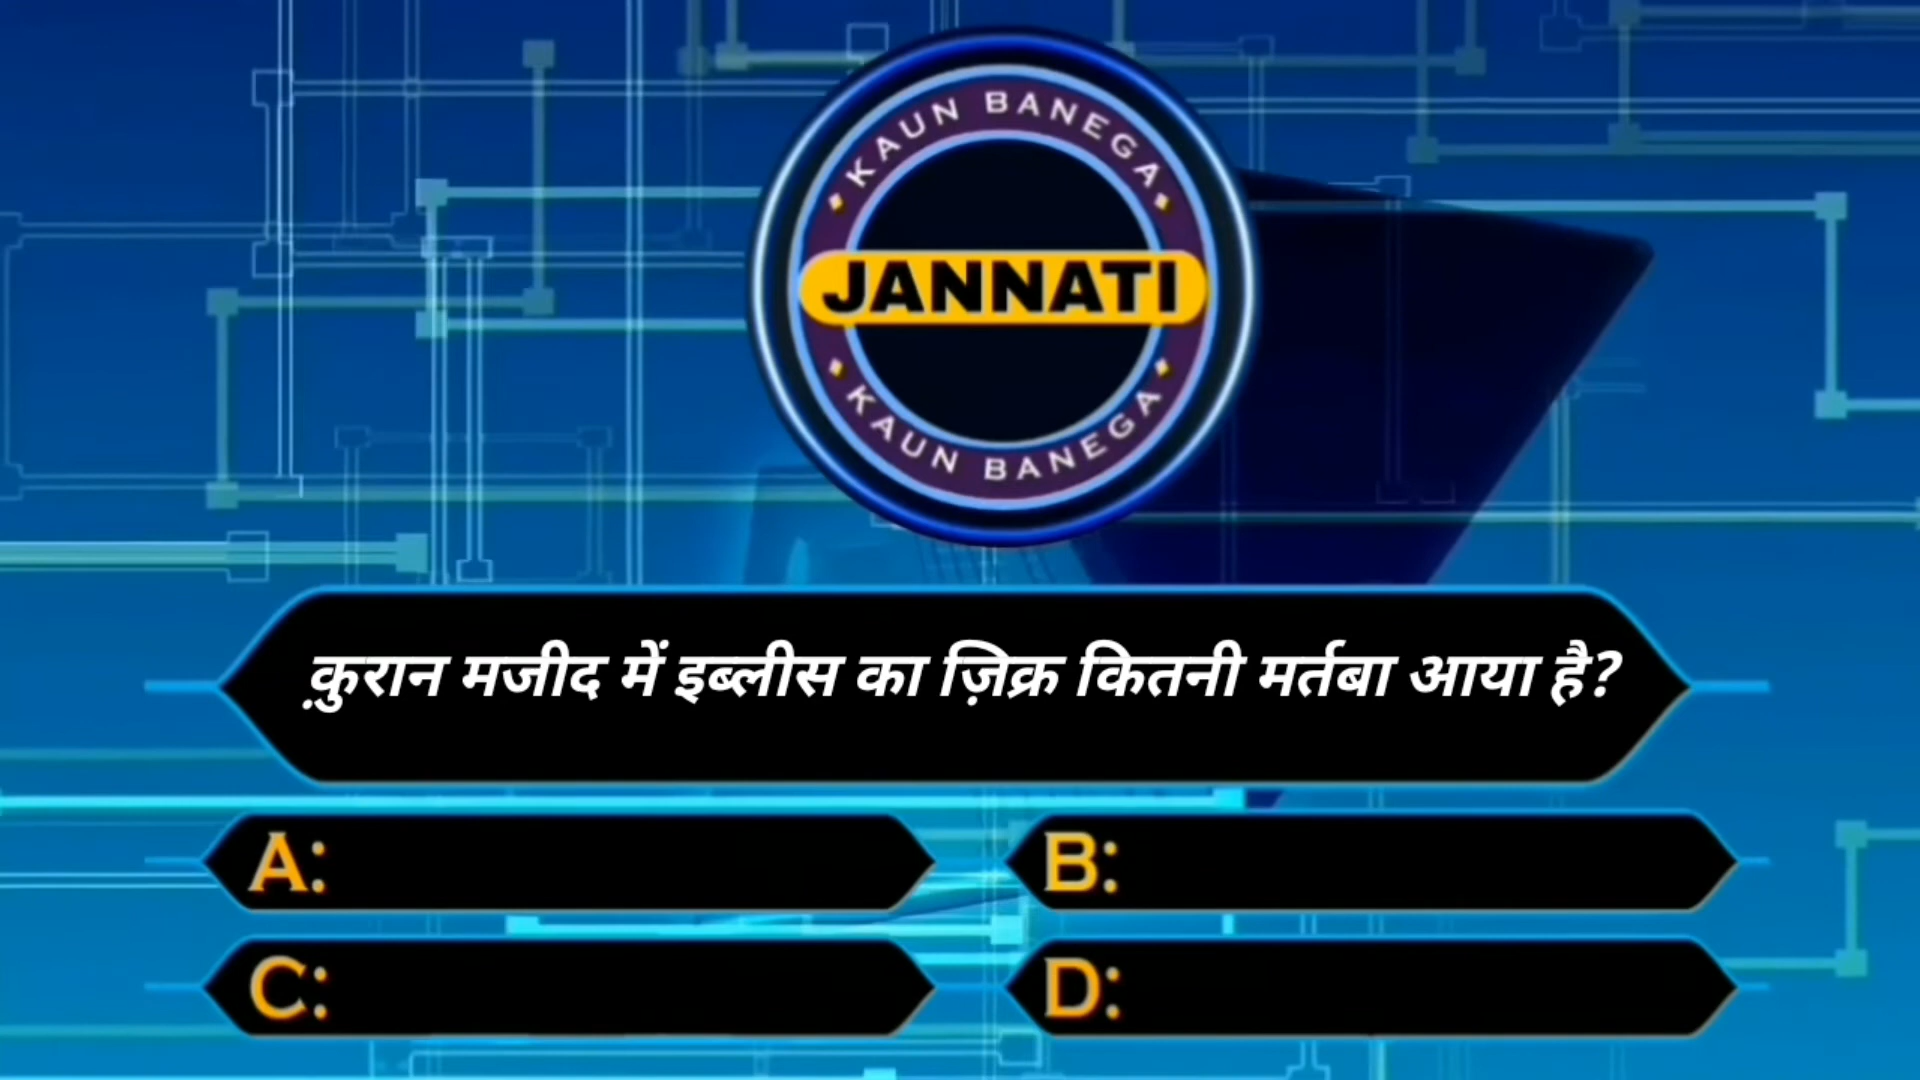 KAUN BANEGA
JANNATI
KAUN BANEGA
क़ुरान मजीद में इब्लीस का ज़िक्र कितनी मर्तबा आया है?
A:
B:
C:
D: